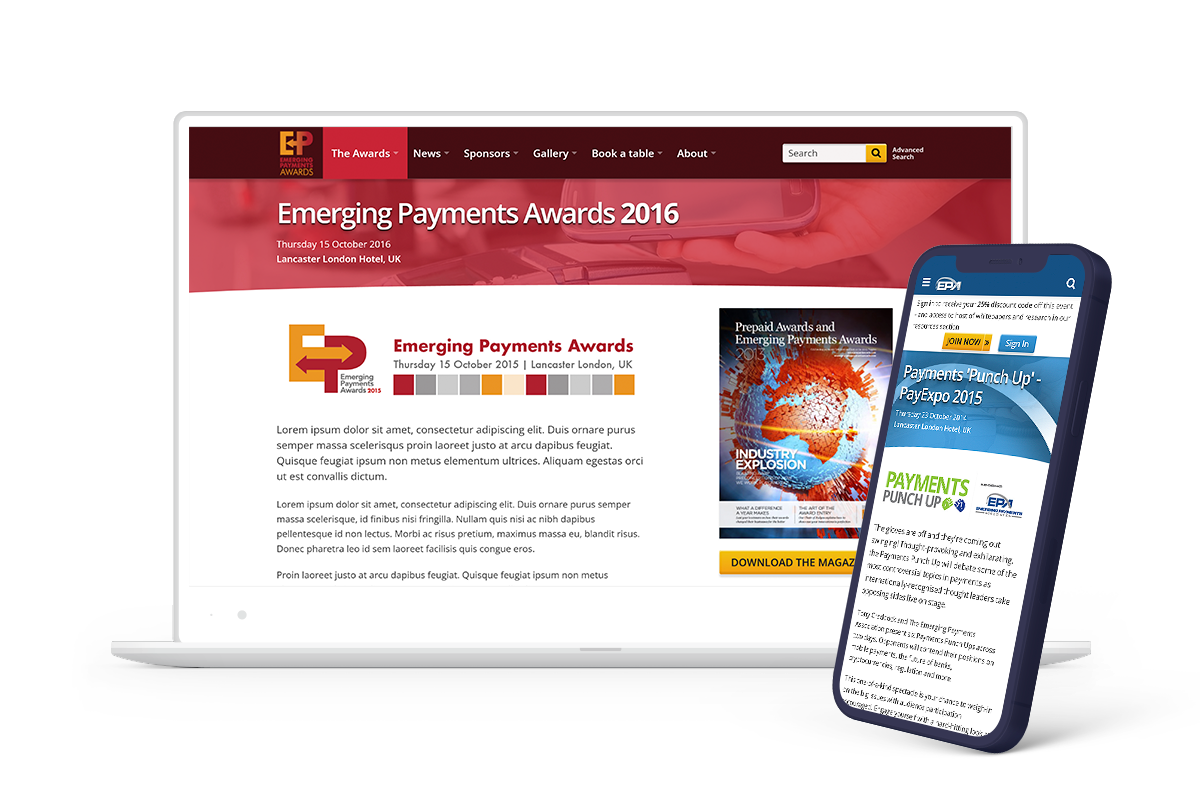 EP
EMERGING
PAYMENTS
AWARDS
The Awards
News
Sponsors
Gallery
Book a table
About
Search
Advanced
Search
Emerging Payments Awards 2016
Thursday 15 October 2016
Lancaster London Hotel, UK
EP
Emerging
Payments
Awards 2015
Emerging Payments Awards
Thursday 15 October 2015 | Lancaster London, UK
Lorem ipsum dolor sit amet, consectetur adipiscing elit. Duis ornare purus
semper massa scelerisqus proin laoreet justo at arcu dapibus feugiat.
Quisque feugiat ipsum non metus elementum ultrices. Aliquam egestas orci
ut est convallis dictum.
Lorem ipsum dolor sit amet, consectetur adipiscing elit. Duis ornare purus semper
massa scelerisque, id finibus nisi fringilla. Nullam quis nisi ac nibh dapibus
pellentesque id non lectus. Morbi ac risus pretium, maximus massa eu, blandit risus.
Donec pharetra leo id sem laoreet facilisis quis congue eros.
Proin laoreet justo at arcu dapibus feugiat. Quisque feugiat ipsum non metus
Prepaid Awards and
Emerging Payments Awards
2013
INDUSTRY
EXPLOSION
WHAT A DIFFERENCE
A YEAR MAKES
THE ART OF THE
AWARD ENTRY
DOWNLOAD THE MAGAZ
EPA
Sign in to receive your 25% discount code off this event
- and access to host of whitepapers and research in our
resources section
JOIN NOW »
Sign In
Payments 'Punch Up' -
PayExpo 2015
Thursday 23 October 2014
Lancaster London Hotel, UK
PAYMENTS
PUNCH UP
EPA
EMERGING PAYMENTS
The gloves are off and they're coming out
swinging! Thought-provoking and exhilarating,
the Payments Punch Up will debate some of the
most controversial topics in payments as
internationally-recognised thought leaders take
opposing sides live on stage.
Tony Craddock and The Emerging Payments
Association present six Payments Punch Ups across
two days. Opponents will contend their positions on
mobile payments, the future of banks,
cryptocurrencies, regulation and more.
This one-of-a-kind spectacle is your chance to weigh-in
on the big issues with audience participation
encouraged. Engage yourself with a hard-hitting look